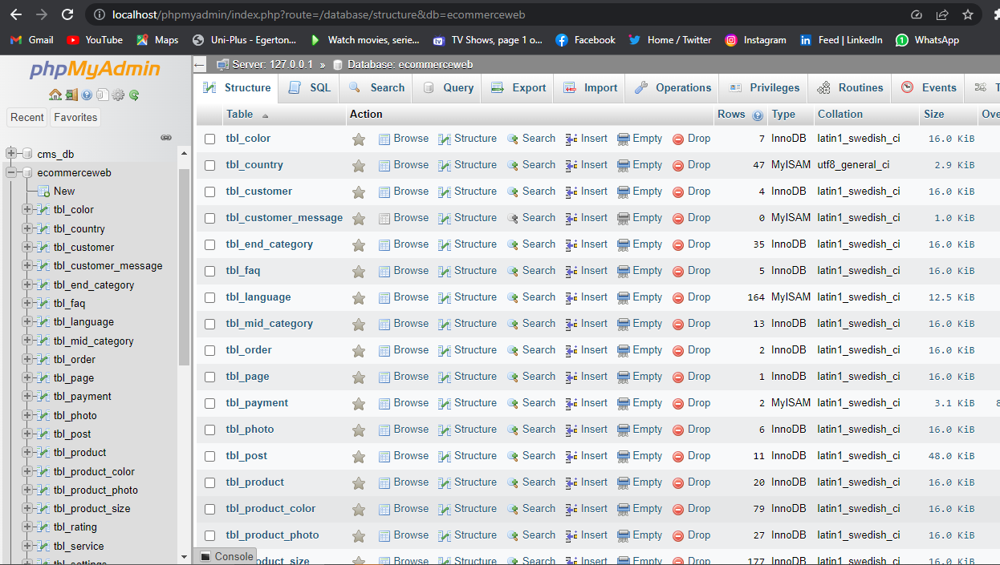 localhost/phpmyadmin/index.php?route=/database/structure&db=ecommerceweb
Gmail YouTube Maps Uni-Plus - Egerton... Watch movies, serie... TV Shows, page 1 o... Facebook Home / Twitter Instagram Feed | LinkedIn WhatsApp
phpMyAdmin
Recent Favorites
cms_db
ecommerceweb
New
tbl_color
tbl_country
tbl_customer
tbl_customer_message
tbl_end_category
tbl_faq
tbl_language
tbl_mid_category
tbl_order
tbl_page
tbl_payment
tbl_photo
tbl_post
tbl_product
tbl_product_color
tbl_product_photo
tbl_product_size
tbl_rating
tbl_service
tbl_settings
Server: 127.0.0.1 » Database: ecommerceweb
Structure SQL Search Query Export Import Operations Privileges Routines Events T
Table Action Rows Type Collation Size Ove
tbl_color Browse Structure Search Insert Empty Drop 7 InnoDB latin1_swedish_ci 16.0 KiB
tbl_country Browse Structure Search Insert Empty Drop 47 MyISAM utf8_general_ci 2.9 KiB
tbl_customer Browse Structure Search Insert Empty Drop 4 InnoDB latin1_swedish_ci 16.0 KiB
tbl_customer_message Browse Structure Search Insert Empty Drop 0 MyISAM latin1_swedish_ci 1.0 KiB
tbl_end_category Browse Structure Search Insert Empty Drop 35 InnoDB latin1_swedish_ci 16.0 KiB
tbl_faq Browse Structure Search Insert Empty Drop 5 InnoDB latin1_swedish_ci 16.0 KiB
tbl_language Browse Structure Search Insert Empty Drop 164 MyISAM latin1_swedish_ci 12.5 KiB
tbl_mid_category Browse Structure Search Insert Empty Drop 13 InnoDB latin1_swedish_ci 16.0 KiB
tbl_order Browse Structure Search Insert Empty Drop 2 InnoDB latin1_swedish_ci 16.0 KiB
tbl_page Browse Structure Search Insert Empty Drop 1 InnoDB latin1_swedish_ci 16.0 KiB
tbl_payment Browse Structure Search Insert Empty Drop 2 MyISAM latin1_swedish_ci 3.1 KiB 8
tbl_photo Browse Structure Search Insert Empty Drop 6 InnoDB latin1_swedish_ci 16.0 KiB
tbl_post Browse Structure Search Insert Empty Drop 11 InnoDB latin1_swedish_ci 48.0 KiB
tbl_product Browse Structure Search Insert Empty Drop 20 InnoDB latin1_swedish_ci 16.0 KiB
tbl_product_color Browse Structure Search Insert Empty Drop 79 InnoDB latin1_swedish_ci 16.0 KiB
tbl_product_photo Browse Structure Search Insert Empty Drop 27 InnoDB latin1_swedish_ci 16.0 KiB
oduct_size Browse Structure Search Insert Empty Drop 177 InnoDB latin1_swedish_ci 16.0 KiB
Console